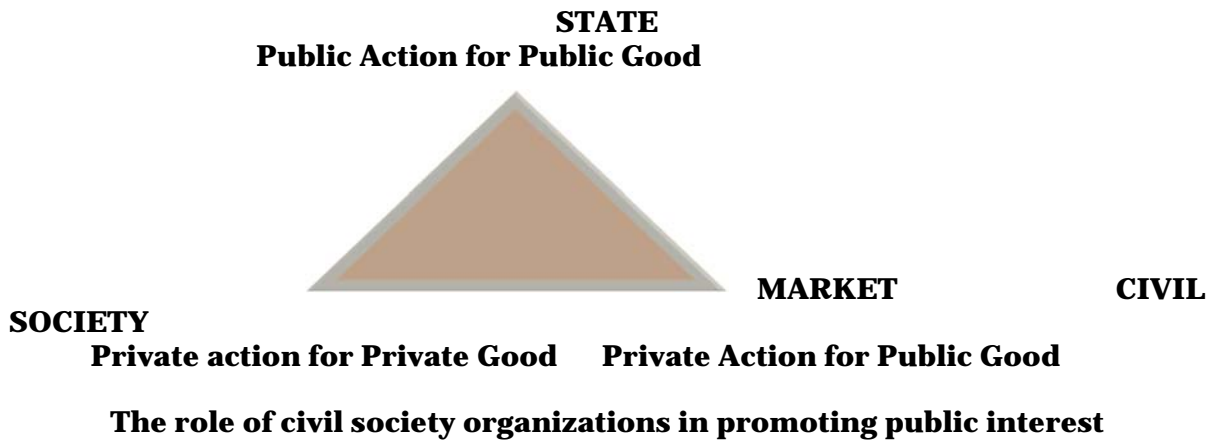 STATE
Public Action for Public Good
MARKET CIVIL
SOCIETY
Private action for Private Good Private Action for Public Good
The role of civil society organizations in promoting public interest